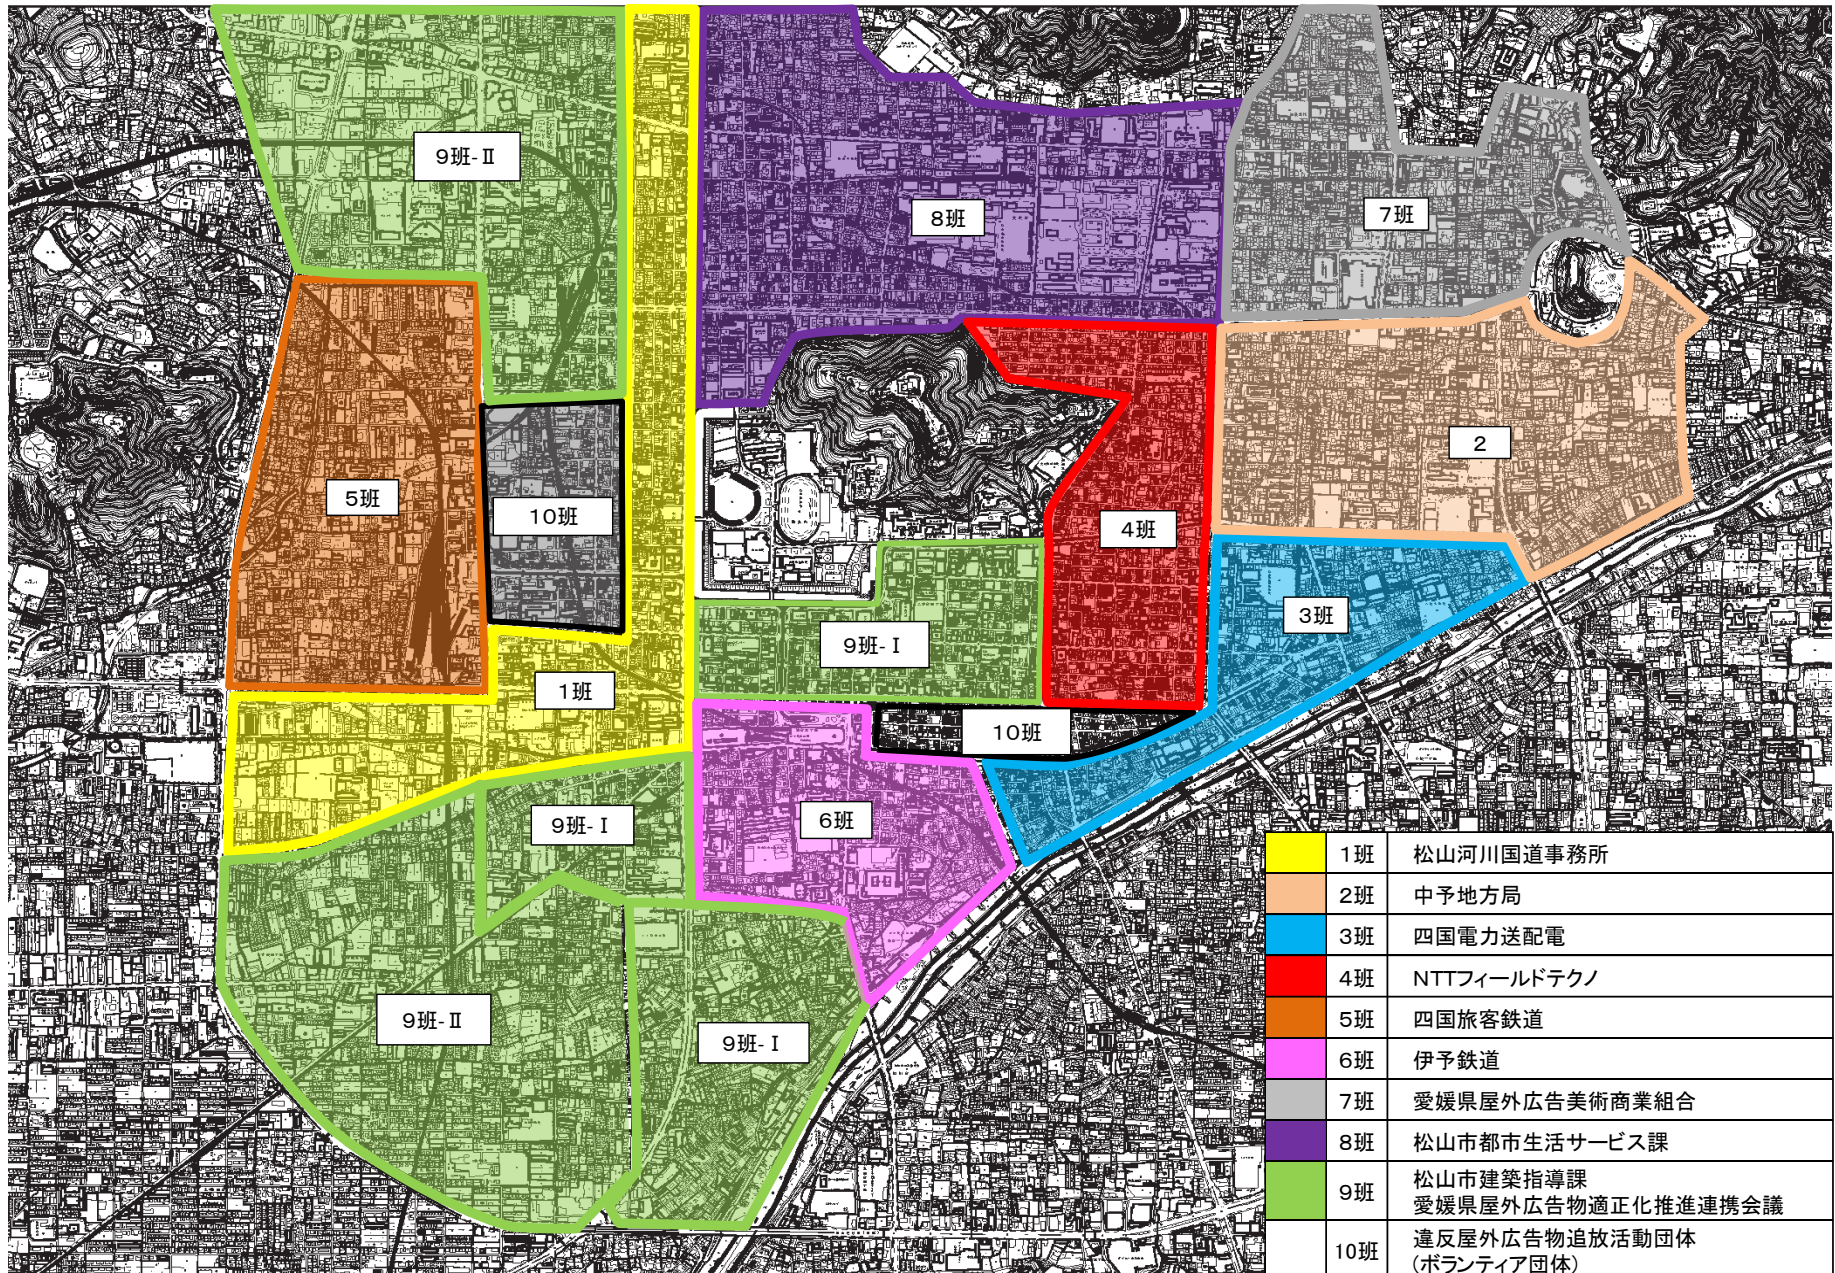 9班-Ⅱ
8班
7班
2
5班
10班
4班
3班
9班-Ⅰ
1班
10班
9班-Ⅰ
6班
9班-Ⅱ
9班-Ⅰ
1班 松山河川国道事務所
2班 中予地方局
3班 四国電力送配電
4班 NTTフィールドテクノ
5班 四国旅客鉄道
6班 伊予鉄道
7班 愛媛県屋外広告美術商業組合
8班 松山市都市生活サービス課
9班 松山市建築指導課
愛媛県屋外広告物適正化推進連携会議
10班 違反屋外広告物追放活動団体
(ボランティア団体)